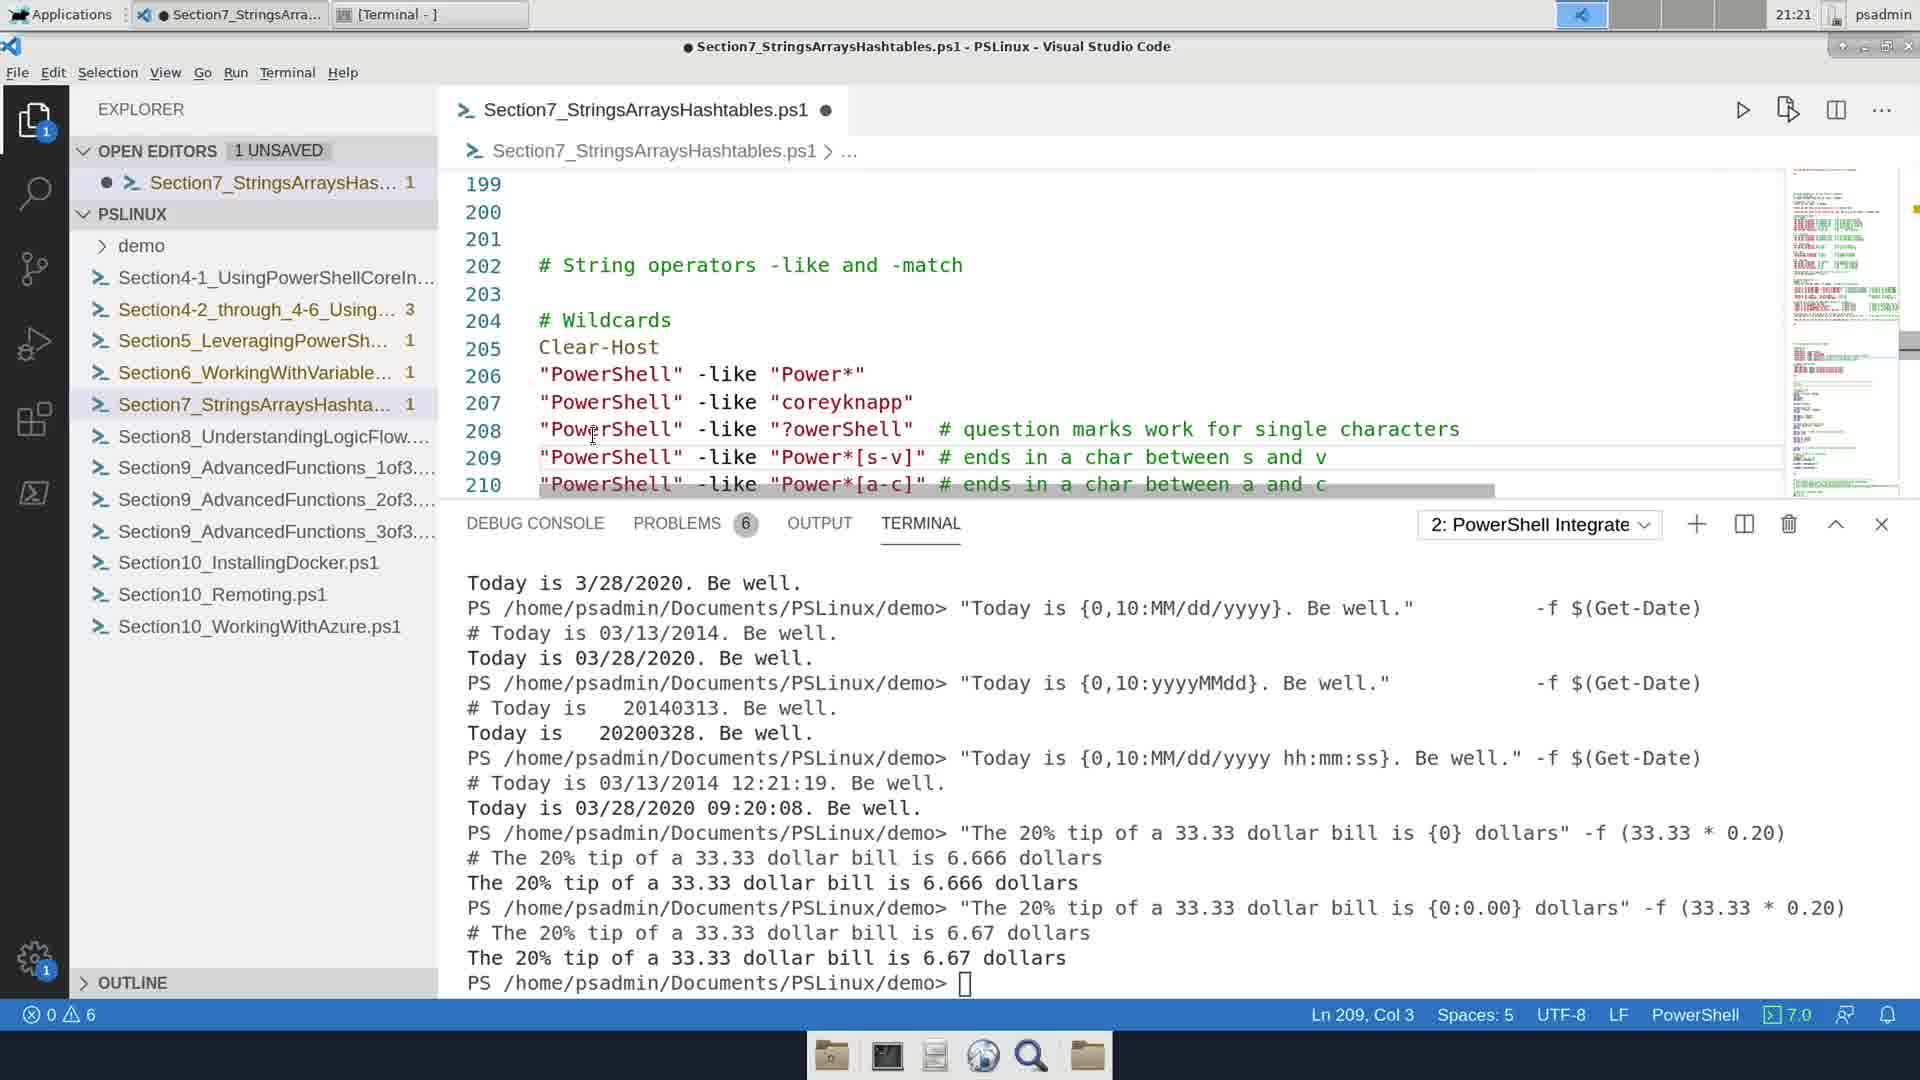 Applications
● Section7_StringsArra...
[Terminal - ]
21:21
psadmin
● Section7_StringsArraysHashtables.ps1 - PSLinux - Visual Studio Code
File Edit Selection View Go Run Terminal Help
1
EXPLORER
OPEN EDITORS 1 UNSAVED
● Section7_StringsArraysHas... 1
PSLINUX
demo
Section4-1_UsingPowerShellCoreIn...
Section4-2_through_4-6_Using... 3
Section5_LeveragingPowerSh... 1
Section6_WorkingWithVariable... 1
Section7_StringsArraysHashta... 1
Section8_UnderstandingLogicFlow....
Section9_AdvancedFunctions_1of3....
Section9_AdvancedFunctions_2of3....
Section9_AdvancedFunctions_3of3....
Section10_InstallingDocker.ps1
Section10_Remoting.ps1
Section10_WorkingWithAzure.ps1
OUTLINE
1
Section7_StringsArraysHashtables.ps1 ●
Section7_StringsArraysHashtables.ps1 > ...
199
200
201
202 # String operators -like and -match
203
204 # Wildcards
205 Clear-Host
206 "PowerShell" -like "Power*"
207 "PowerShell" -like "coreyknapp"
208 "PowerShell" -like "?owerShell"  # question marks work for single characters
209 "PowerShell" -like "Power*[s-v]" # ends in a char between s and v
210 "PowerShell" -like "Power*[a-c]" # ends in a char between a and c
DEBUG CONSOLE PROBLEMS 6 OUTPUT TERMINAL
2: PowerShell Integrate
Today is 3/28/2020. Be well.
PS /home/psadmin/Documents/PSLinux/demo> "Today is {0,10:MM/dd/yyyy}. Be well."          -f $(Get-Date)
# Today is 03/13/2014. Be well.
Today is 03/28/2020. Be well.
PS /home/psadmin/Documents/PSLinux/demo> "Today is {0,10:yyyyMMdd}. Be well."            -f $(Get-Date)
# Today is   20140313. Be well.
Today is   20200328. Be well.
PS /home/psadmin/Documents/PSLinux/demo> "Today is {0,10:MM/dd/yyyy hh:mm:ss}. Be well." -f $(Get-Date)
# Today is 03/13/2014 12:21:19. Be well.
Today is 03/28/2020 09:20:08. Be well.
PS /home/psadmin/Documents/PSLinux/demo> "The 20% tip of a 33.33 dollar bill is {0} dollars" -f (33.33 * 0.20)
# The 20% tip of a 33.33 dollar bill is 6.666 dollars
The 20% tip of a 33.33 dollar bill is 6.666 dollars
PS /home/psadmin/Documents/PSLinux/demo> "The 20% tip of a 33.33 dollar bill is {0:0.00} dollars" -f (33.33 * 0.20)
# The 20% tip of a 33.33 dollar bill is 6.67 dollars
The 20% tip of a 33.33 dollar bill is 6.67 dollars
PS /home/psadmin/Documents/PSLinux/demo>
0 6
Ln 209, Col 3 Spaces: 5 UTF-8 LF PowerShell 7.0